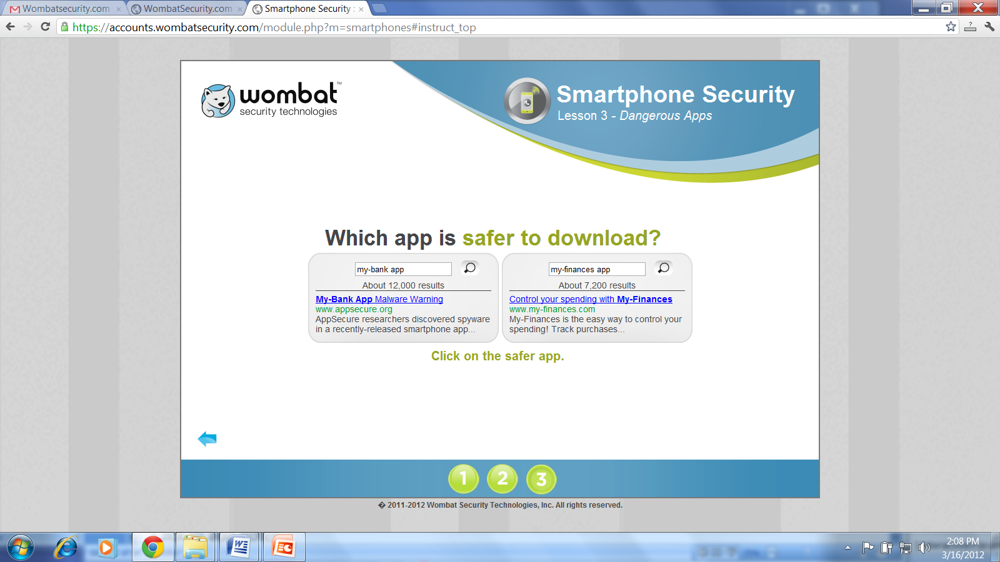 Wombatsecurity.com
WombatSecurity.com
Smartphone Security :
https://accounts.wombatsecurity.com/module.php?m=smartphones#instruct_top
wombat™
security technologies
Smartphone Security
Lesson 3 - Dangerous Apps
Which app is safer to download?
my-bank app
About 12,000 results
My-Bank App Malware Warning
www.appsecure.org
AppSecure researchers discovered spyware
in a recently-released smartphone app...
my-finances app
About 7,200 results
Control your spending with My-Finances
www.my-finances.com
My-Finances is the easy way to control your
spending! Track purchases...
Click on the safer app.
1 2 3
� 2011-2012 Wombat Security Technologies, Inc. All rights reserved.
2:08 PM
3/16/2012